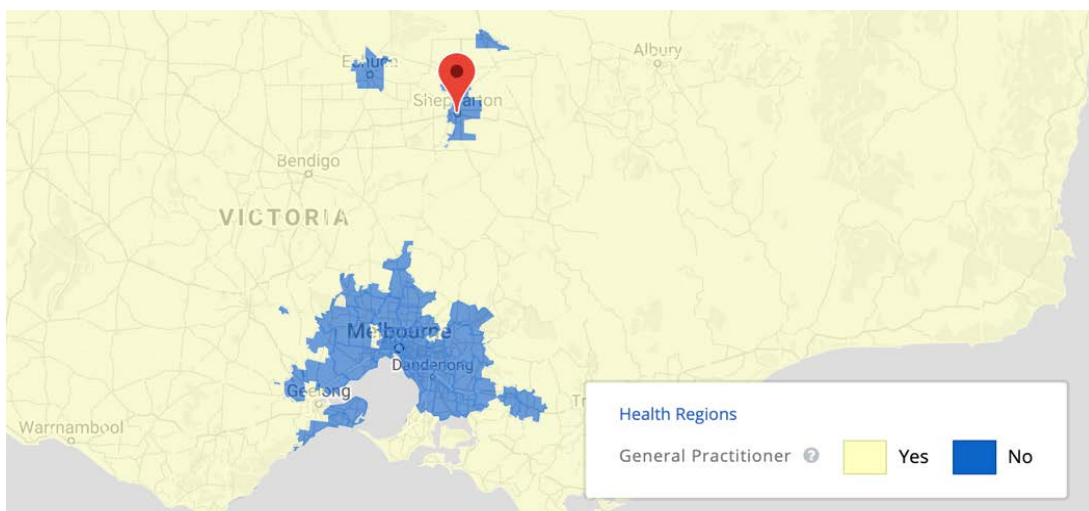 Albury
Echuca
Shepparton
Bendigo
VICTORIA
Melbourne
Dandenong
Geelong
Warrnambool
Health Regions
General Practitioner ? Yes No